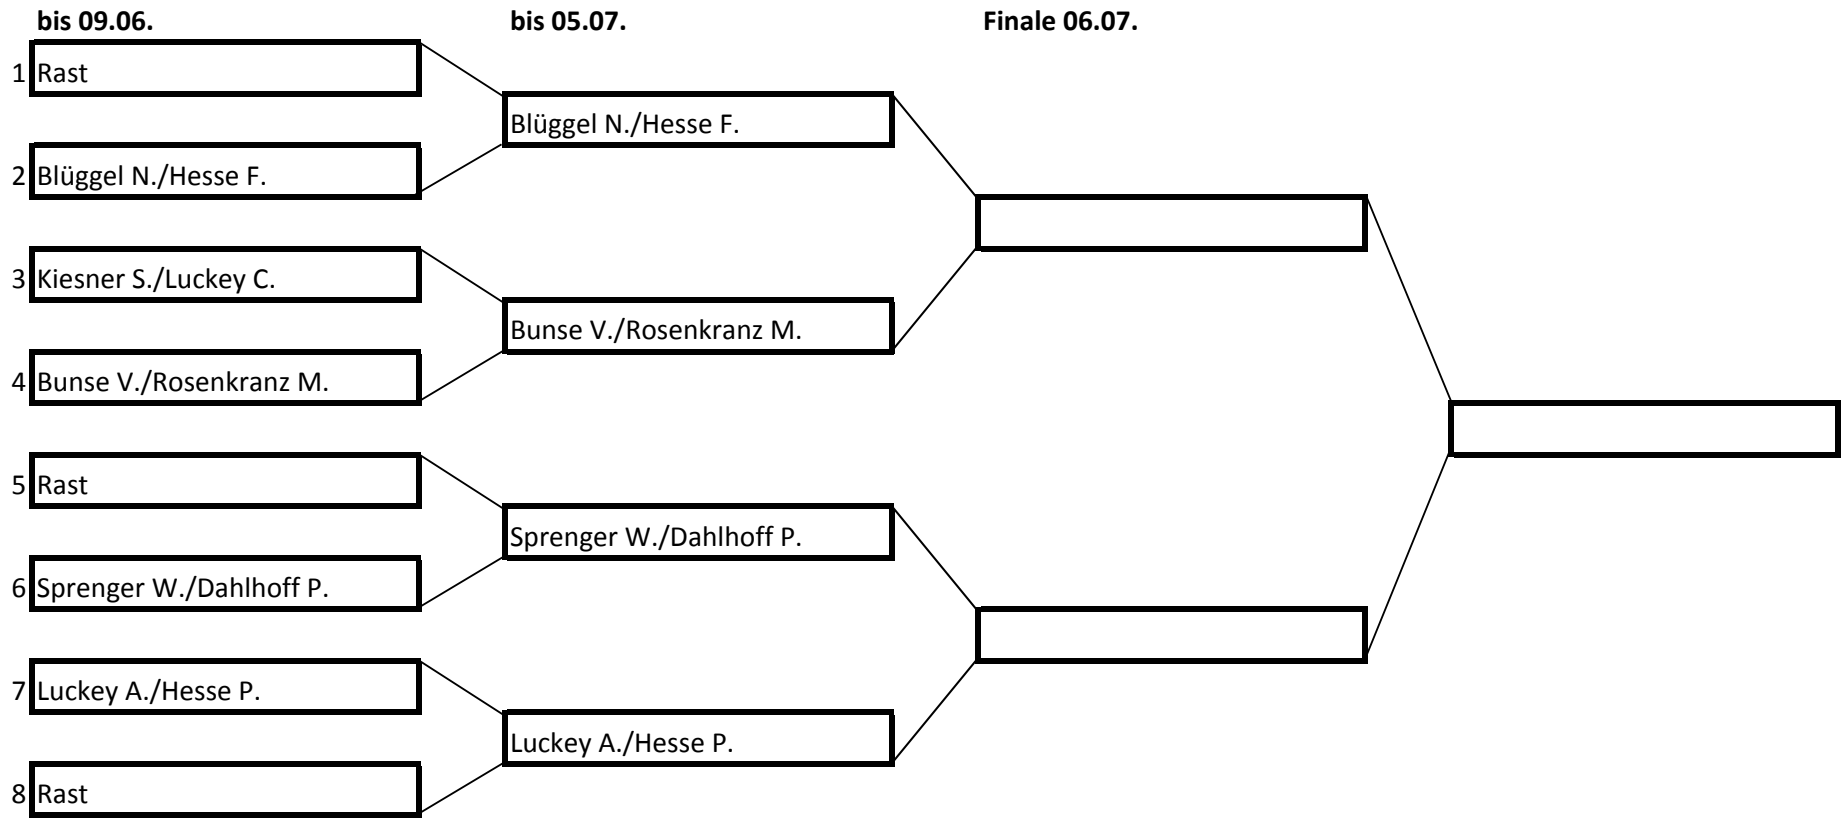 bis 09.06.
bis 05.07.
Finale 06.07.
1 Rast
Blüggel N./Hesse F.
2 Blüggel N./Hesse F.
3 Kiesner S./Luckey C.
Bunse V./Rosenkranz M.
4 Bunse V./Rosenkranz M.
5 Rast
Sprenger W./Dahlhoff P.
6 Sprenger W./Dahlhoff P.
7 Luckey A./Hesse P.
Luckey A./Hesse P.
8 Rast